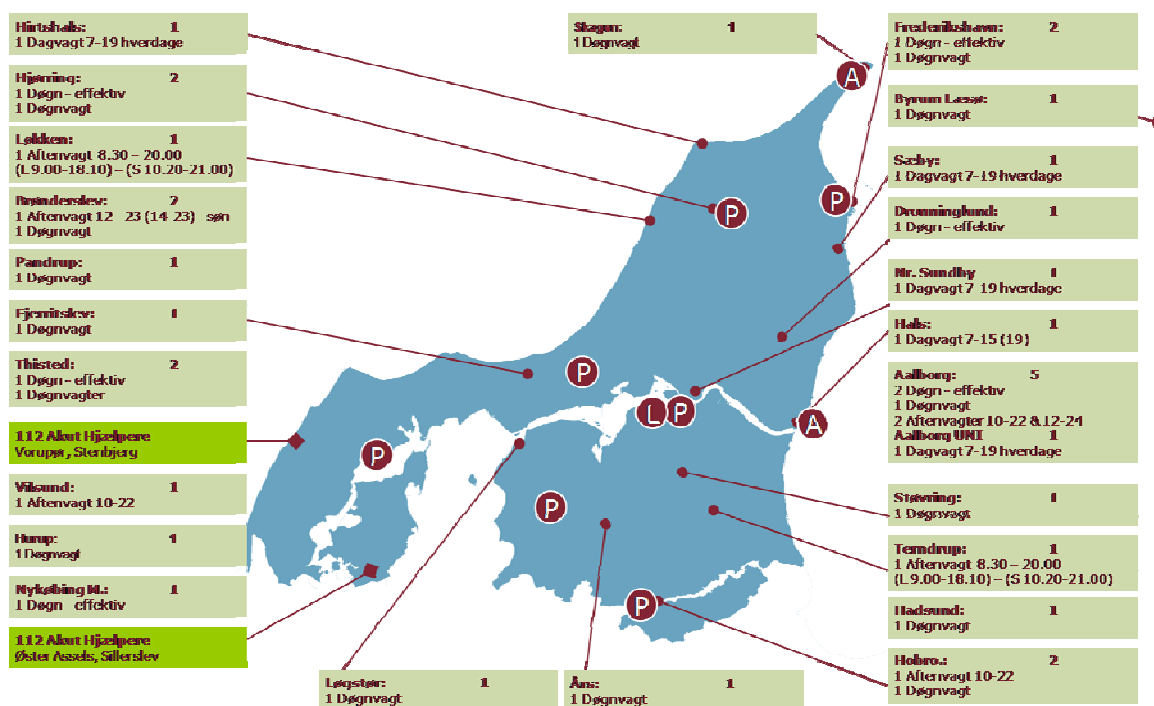 Hirtshals: 1
1 Dagvagt 7-19 hverdage
Hjørring: 2
1 Døgn - effektiv
1 Døgnvagt
Løkken: 1
1 Aftenvagt 8.30 - 20.00
(L 9.00-18.10) - (S 10.20-21.00)
Brønderslev: 2
1 Aftenvagt 12 23 (14 23) søn
1 Døgnvagt
Pandrup: 1
1 Døgnvagt
Fjerritslev: 1
1 Døgnvagt
Thisted: 2
1 Døgn - effektiv
1 Døgnvagter
112 Akut Hjælpere
Vorupør, Stenbjerg
Vilsund: 1
1 Aftenvagt 10-22
Hurup: 1
1 Døgnvagt
Nykøbing M.: 1
1 Døgn effektiv
112 Akut Hjælpere
Øster Assels, Sillerslev
Skagen: 1
1 Døgnvagt
A
P
P
P
L
P
A
P
P
P
Løgstør: 1
1 Døgnvagt
Års: 1
1 Døgnvagt
Frederikshavn: 2
1 Døgn - effektiv
1 Døgnvagt
Byrum Læsø: 1
1 Døgnvagt
Sæby: 1
1 Dagvagt 7-19 hverdage
Dronninglund: 1
1 Døgn - effektiv
Nr. Sundby 1
1 Dagvagt 7 19 hverdage
Hals: 1
1 Dagvagt 7-15 (19)
Aalborg: 5
2 Døgn - effektiv
1 Døgnvagt
2 Aftenvagter 10-22 & 12-24
Aalborg UNI 1
1 Dagvagt 7-19 hverdage
Støvring: 1
1 Døgnvagt
Terndrup: 1
1 Aftenvagt 8.30 - 20.00
(L 9.00-18.10) - (S 10.20-21.00)
Hadsund: 1
1 Døgnvagt
Hobro.: 2
1 Aftenvagt 10-22
1 Døgnvagt